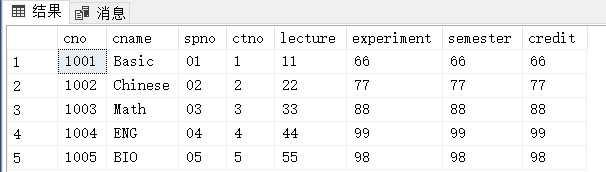 结果 消息
cno cname spno ctno lecture experiment semester credit
1 1001 Basic 01 1 11 66 66 66
2 1002 Chinese 02 2 22 77 77 77
3 1003 Math 03 3 33 88 88 88
4 1004 ENG 04 4 44 99 99 99
5 1005 BIO 05 5 55 98 98 98